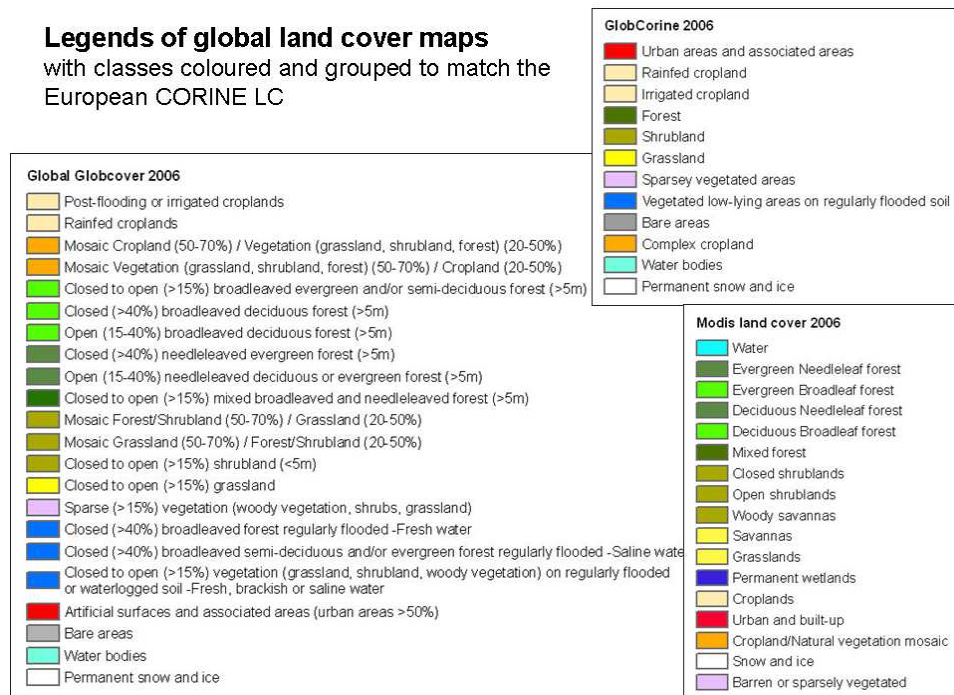 Legends of global land cover maps
with classes coloured and grouped to match the
European CORINE LC
Global Globcover 2006
Post-flooding or irrigated croplands
Rainfed croplands
Mosaic Cropland (50-70%) / Vegetation (grassland, shrubland, forest) (20-50%)
Mosaic Vegetation (grassland, shrubland, forest) (50-70%) / Cropland (20-50%)
Closed to open (>15%) broadleaved evergreen and/or semi-deciduous forest (>5m)
Closed (>40%) broadleaved deciduous forest (>5m)
Open (15-40%) broadleaved deciduous forest (>5m)
Closed (>40%) needleleaved evergreen forest (>5m)
Open (15-40%) needleleaved deciduous or evergreen forest (>5m)
Closed to open (>15%) mixed broadleaved and needleleaved forest (>5m)
Mosaic Forest/Shrubland (50-70%) / Grassland (20-50%)
Mosaic Grassland (50-70%) / Forest/Shrubland (20-50%)
Closed to open (>15%) shrubland (<5m)
Closed to open (>15%) grassland
Sparse (>15%) vegetation (woody vegetation, shrubs, grassland)
Closed (>40%) broadleaved forest regularly flooded -Fresh water
Closed (>40%) broadleaved semi-deciduous and/or evergreen forest regularly flooded -Saline wate
Closed to open (>15%) vegetation (grassland, shrubland, woody vegetation) on regularly flooded
or waterlogged soil -Fresh, brackish or saline water
Artificial surfaces and associated areas (urban areas >50%)
Bare areas
Water bodies
Permanent snow and ice
GlobCorine 2006
Urban areas and associated areas
Rainfed cropland
Irrigated cropland
Forest
Shrubland
Grassland
Sparsey vegetated areas
Vegetated low-lying areas on regularly flooded soil
Bare areas
Complex cropland
Water bodies
Permanent snow and ice
Modis land cover 2006
Water
Evergreen Needleleaf forest
Evergreen Broadleaf forest
Deciduous Needleleaf forest
Deciduous Broadleaf forest
Mixed forest
Closed shrublands
Open shrublands
Woody savannas
Savannas
Grasslands
Permanent wetlands
Croplands
Urban and built-up
Cropland/Natural vegetation mosaic
Snow and ice
Barren or sparsely vegetated